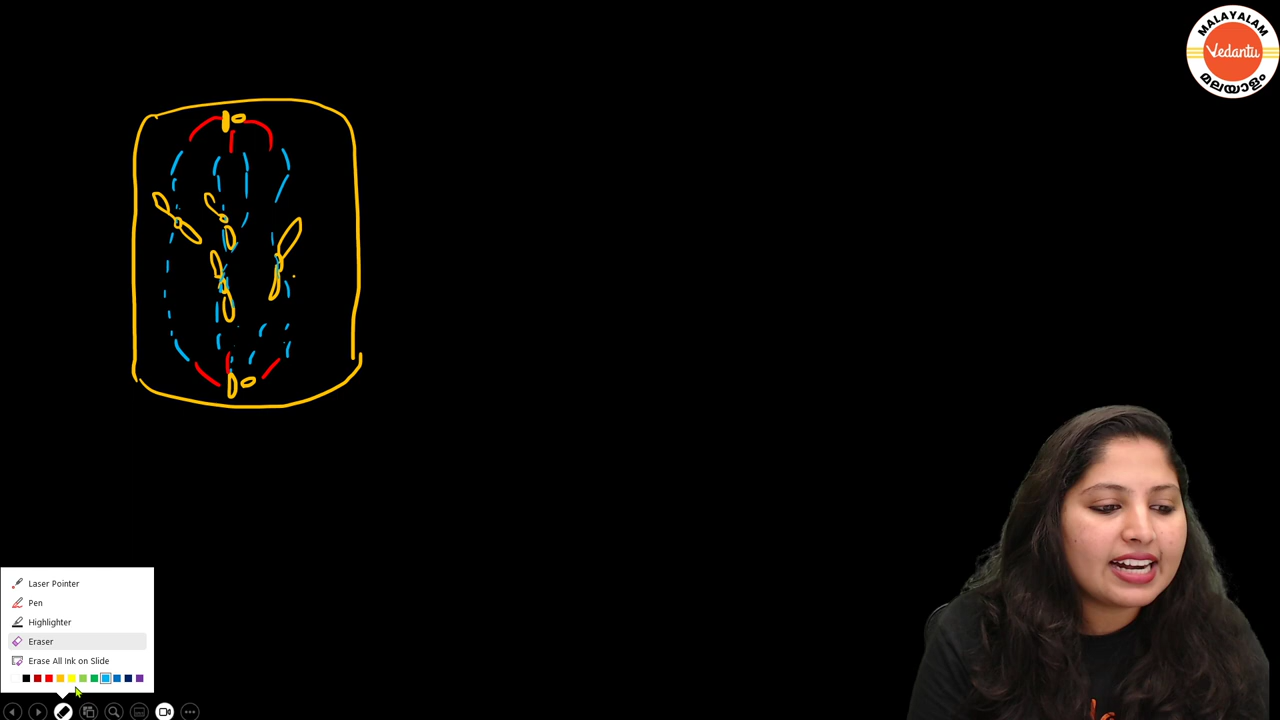 MALAYALAM
Vedantu
മലയാളം
Laser Pointer
Pen
Highlighter
Eraser
Erase All Ink on Slide